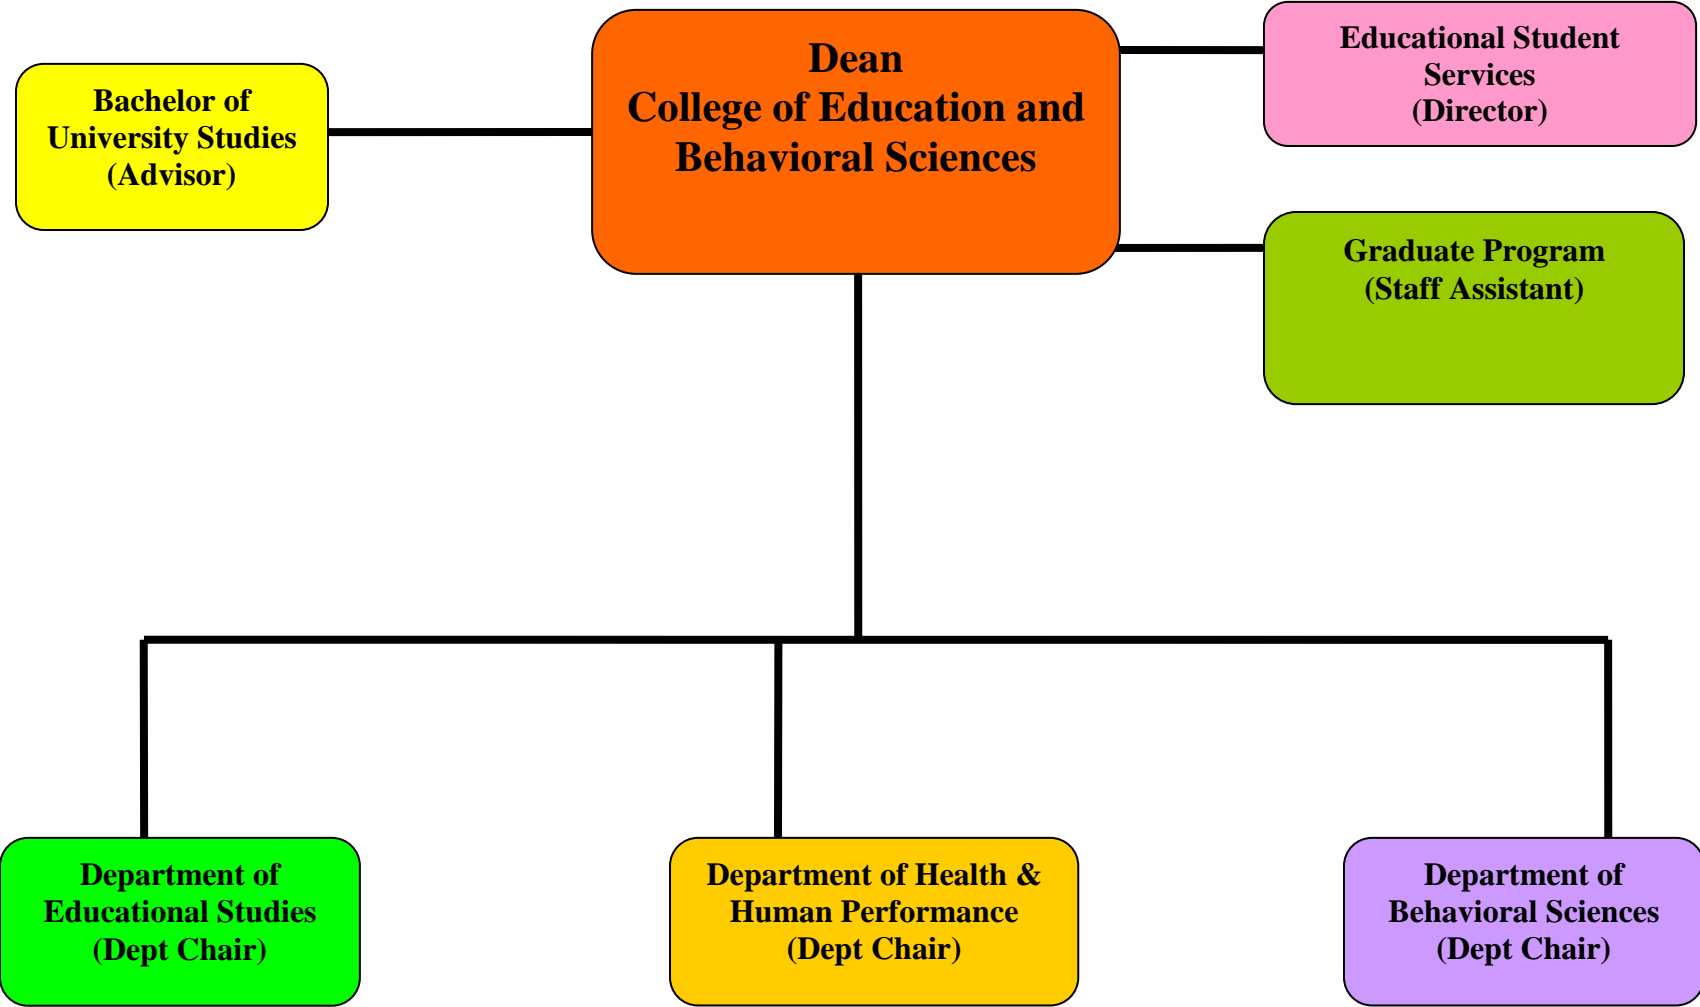 Dean
College of Education and
Behavioral Sciences
Educational Student
Services
(Director)
Bachelor of
University Studies
(Advisor)
Graduate Program
(Staff Assistant)
Department of
Educational Studies
(Dept Chair)
Department of Health &
Human Performance
(Dept Chair)
Department of
Behavioral Sciences
(Dept Chair)